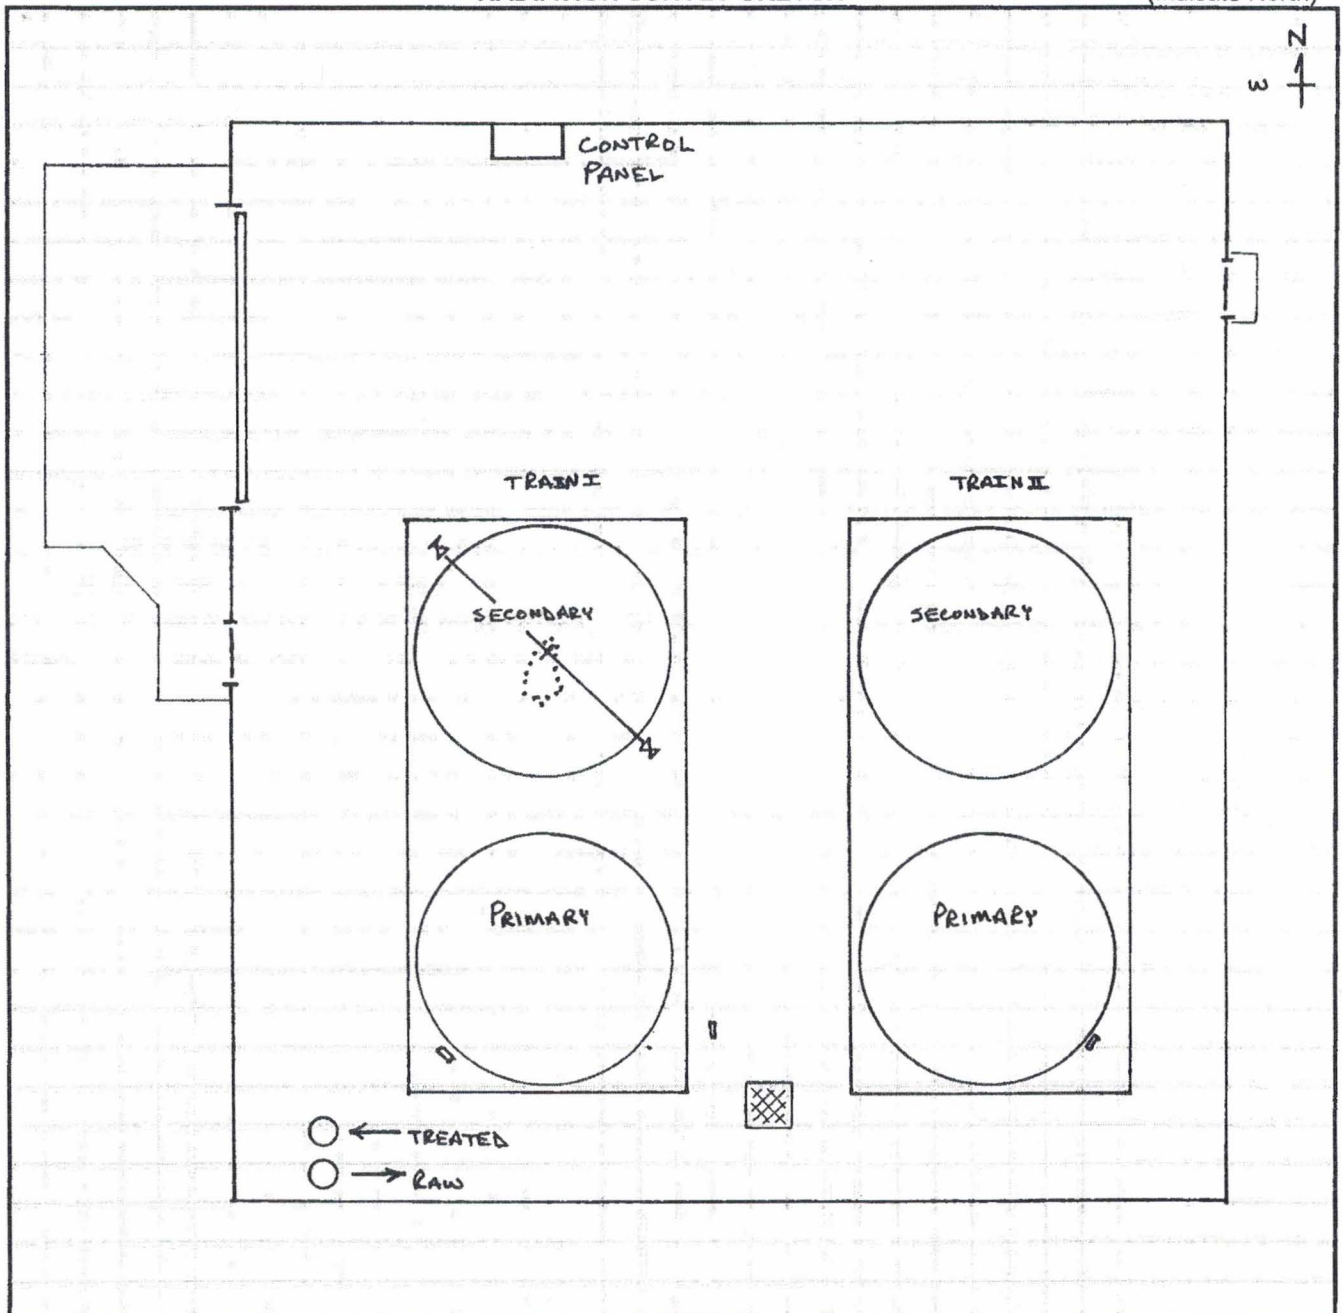 N
W
CONTROL
PANEL
TRAIN I
TRAIN II
SECONDARY
SECONDARY
PRIMARY
PRIMARY
TREATED
RAW